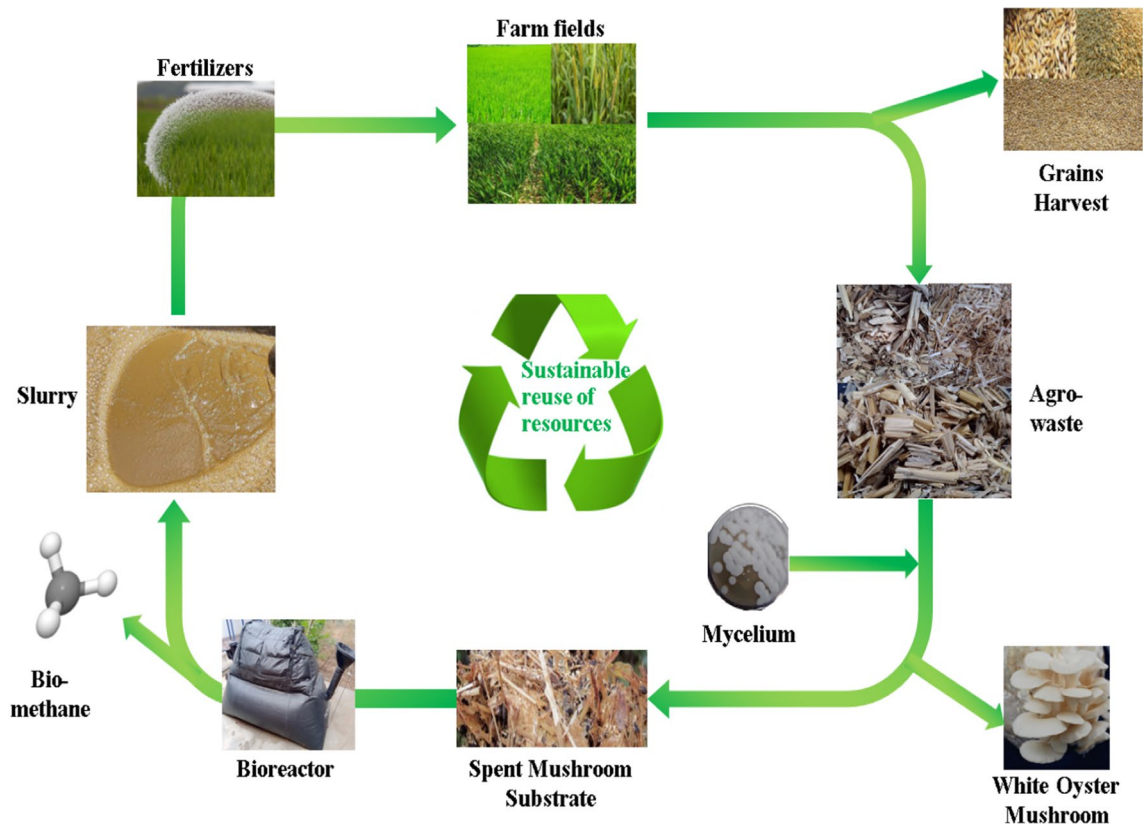 Farm fields
Fertilizers
Grains
Harvest
Sustainable
reuse of
resources
Slurry
Agro-
waste
Mycelium
Bio-
methane
Bioreactor
Spent Mushroom
Substrate
White Oyster
Mushroom